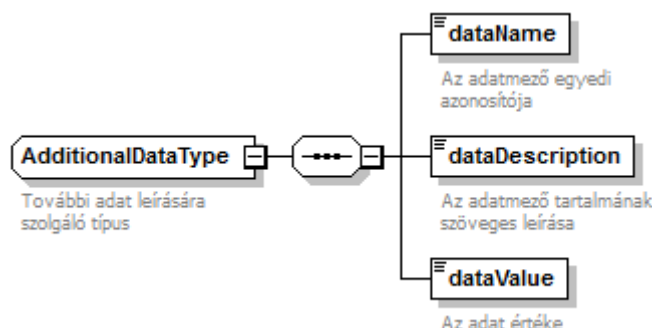 dataName
Az adatmező egyedi
azonosítója
AdditionalDataType
További adat leírására
szolgáló típus
dataDescription
Az adatmező tartalmának
szöveges leírása
dataValue
Az adat értéke